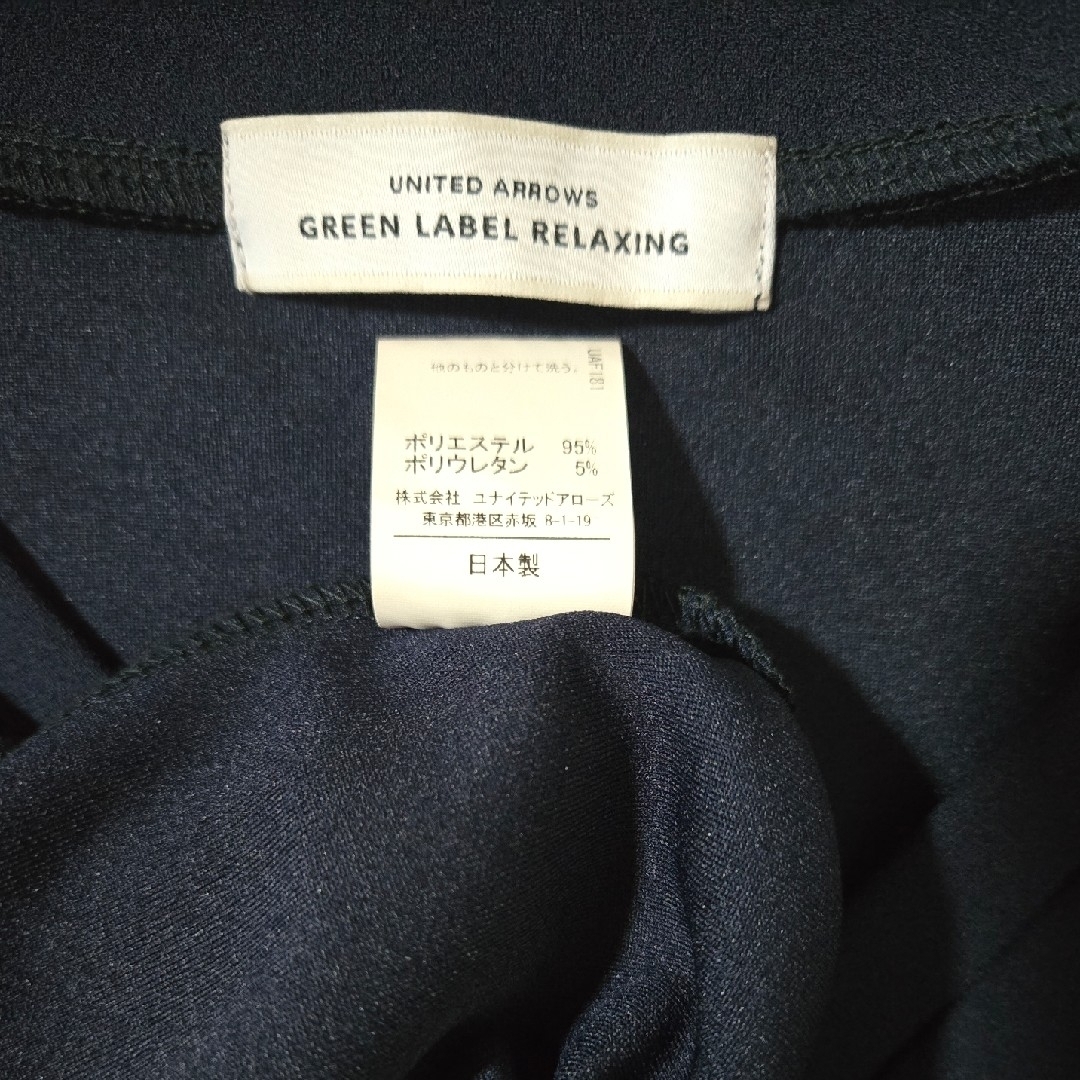 UNITED ARROWS
GREEN LABEL RELAXING
他のものと分けて洗う。
UAF181
ポリエステル 95%
ポリウレタン 5%
株式会社 ユナイテッドアローズ
東京都港区赤坂 8-1-19
日本製